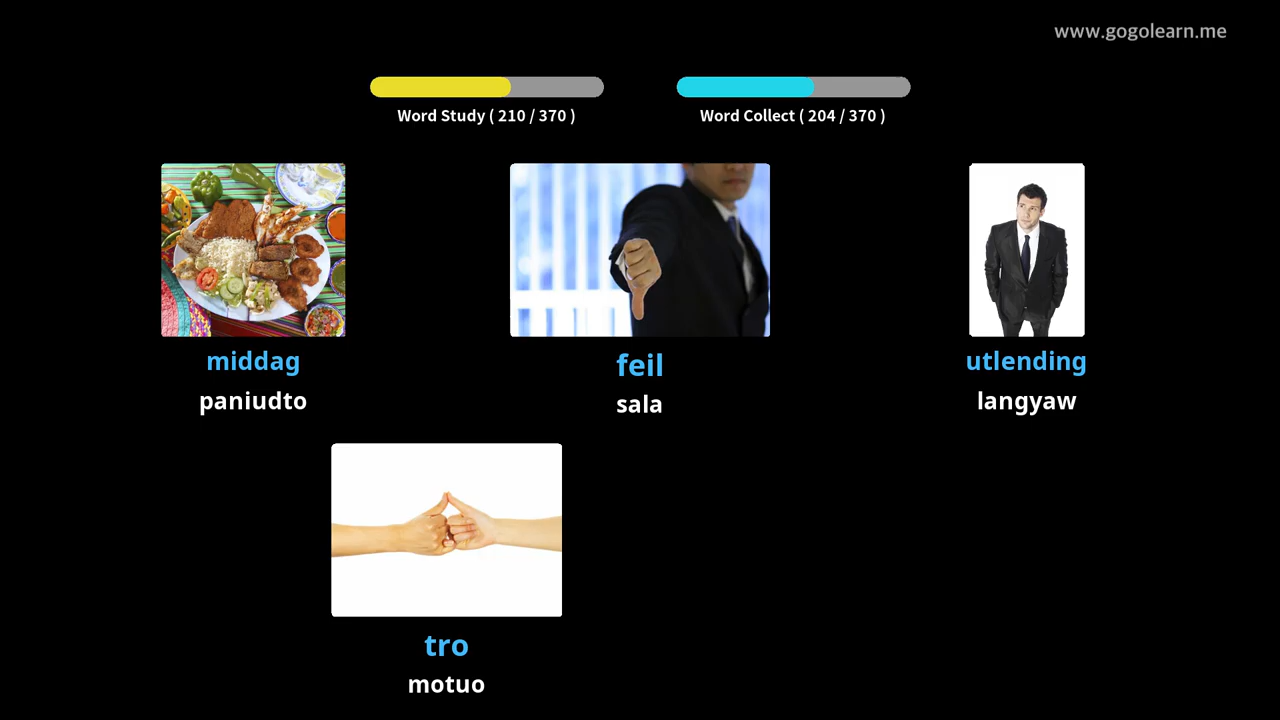 www.gogolearn.me
Word Study ( 210 / 370 )
Word Collect ( 204 / 370 )
middag
paniudto
feil
sala
utlending
langyaw
tro
motuo